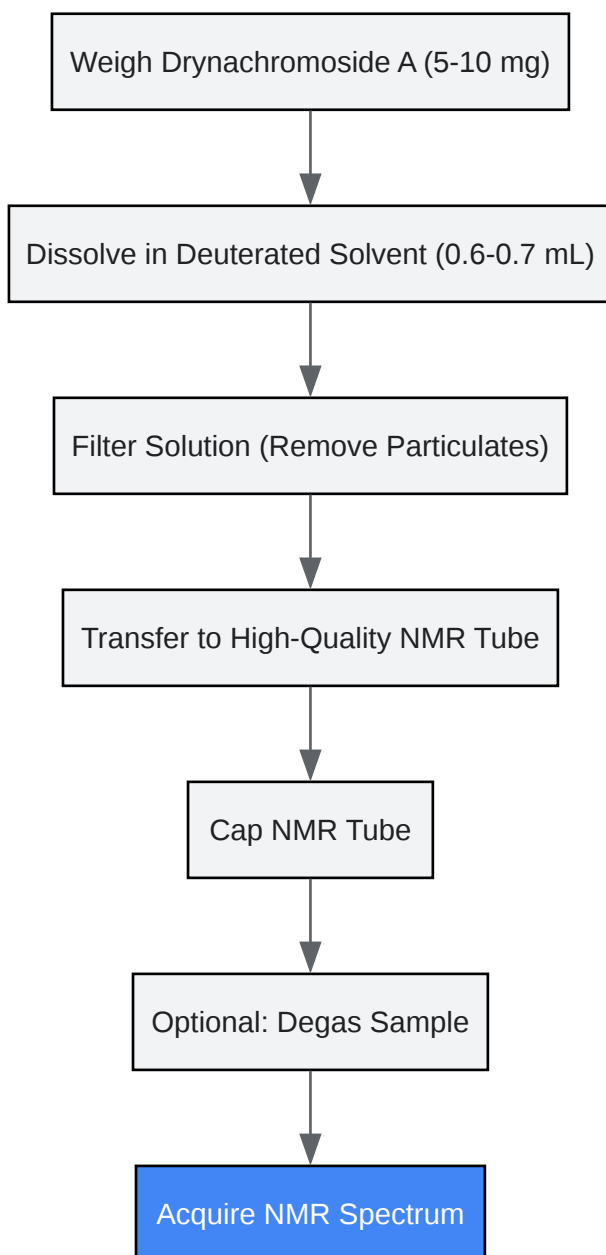 Weigh Drynachromoside A (5-10 mg)
Dissolve in Deuterated Solvent (0.6-0.7 mL)
Filter Solution (Remove Particulates)
Transfer to High-Quality NMR Tube
Cap NMR Tube
Optional: Degas Sample
Acquire NMR Spectrum